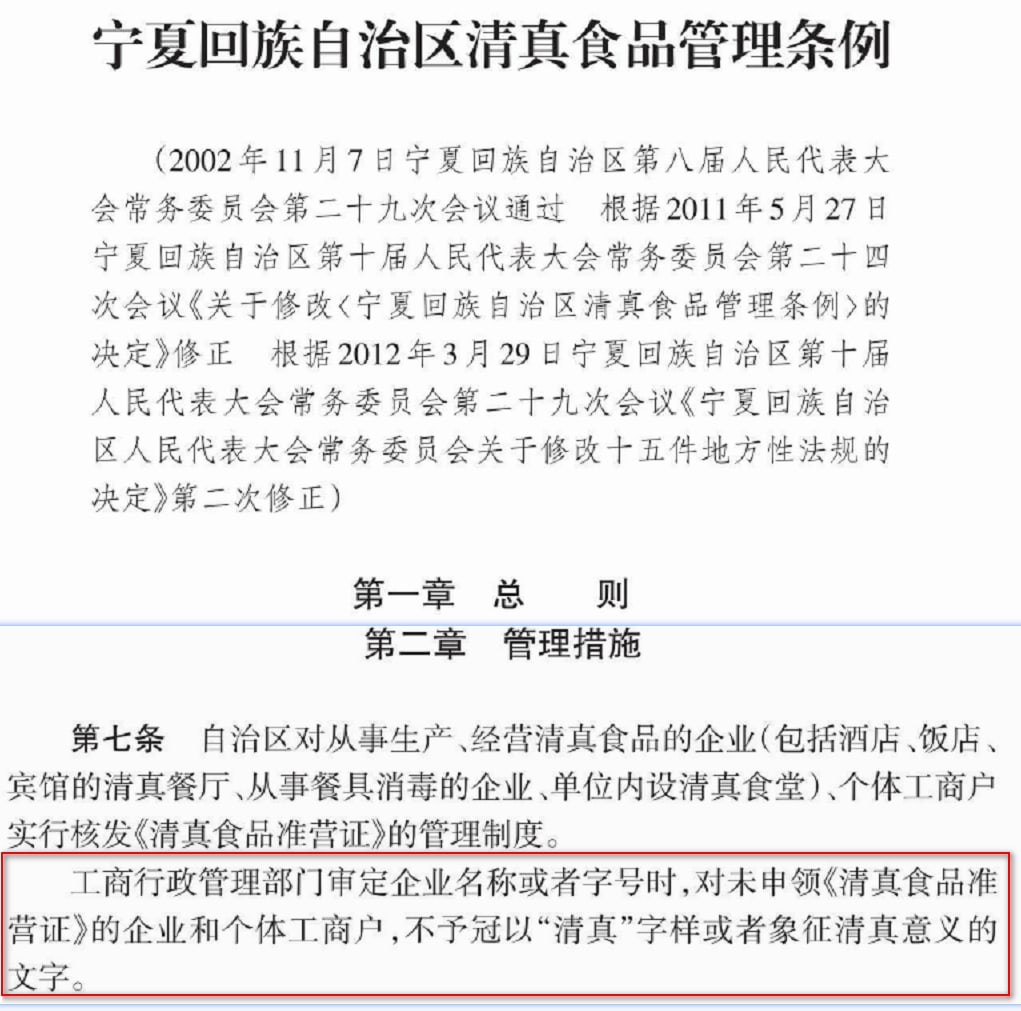 宁夏回族自治区清真食品管理条例
（2002年11月7日宁夏回族自治区第八届人民代表大
会常务委员会第二十九次会议通过　根据2011年5月27日
宁夏回族自治区第十届人民代表大会常务委员会第二十四
次会议《关于修改〈宁夏回族自治区清真食品管理条例〉的
决定》修正　根据2012年3月29日宁夏回族自治区第十届
人民代表大会常务委员会第二十九次会议《宁夏回族自治
区人民代表大会常务委员会关于修改十五件地方性法规的
决定》第二次修正）
第一章　总　　则
第二章　管理措施
第七条　自治区对从事生产、经营清真食品的企业（包括酒店、饭店、
宾馆的清真餐厅、从事餐具消毒的企业、单位内设清真食堂）、个体工商户
实行核发《清真食品准营证》的管理制度。
工商行政管理部门审定企业名称或者字号时，对未申领《清真食品准
营证》的企业和个体工商户，不予冠以“清真”字样或者象征清真意义的
文字。